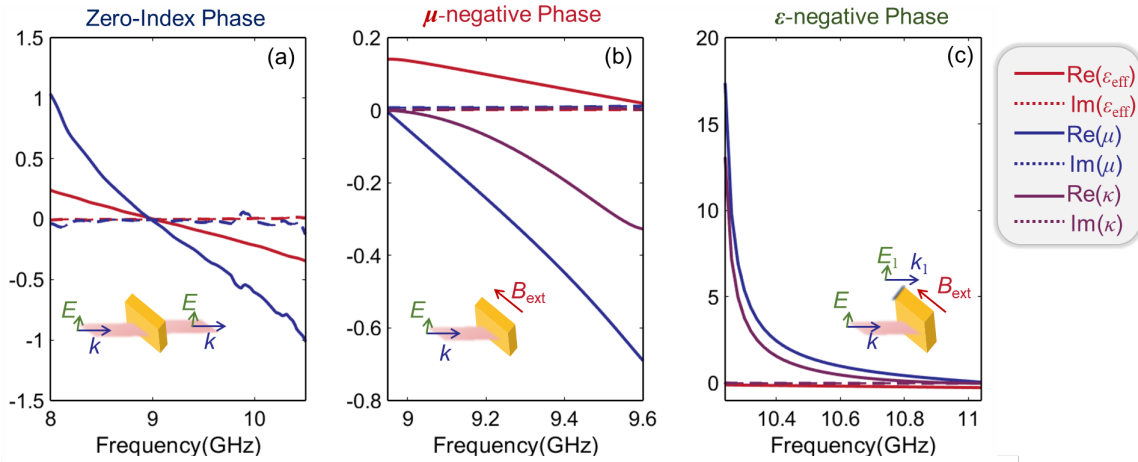 Zero-Index Phase
μ-negative Phase
ε-negative Phase
(a)
1.5
1
0.5
0
-0.5
-1
-1.5
8
9
10
Frequency(GHz)
E
k
E
k
(b)
0.2
0
-0.2
-0.4
-0.6
-0.8
9
9.2
9.4
9.6
Frequency(GHz)
E
k
B_ext
(c)
20
15
10
5
0
10.4
10.6
10.8
11
Frequency(GHz)
E₁
k₁
B_ext
E
k
Re(ε_eff)
Im(ε_eff)
Re(μ)
Im(μ)
Re(κ)
Im(κ)